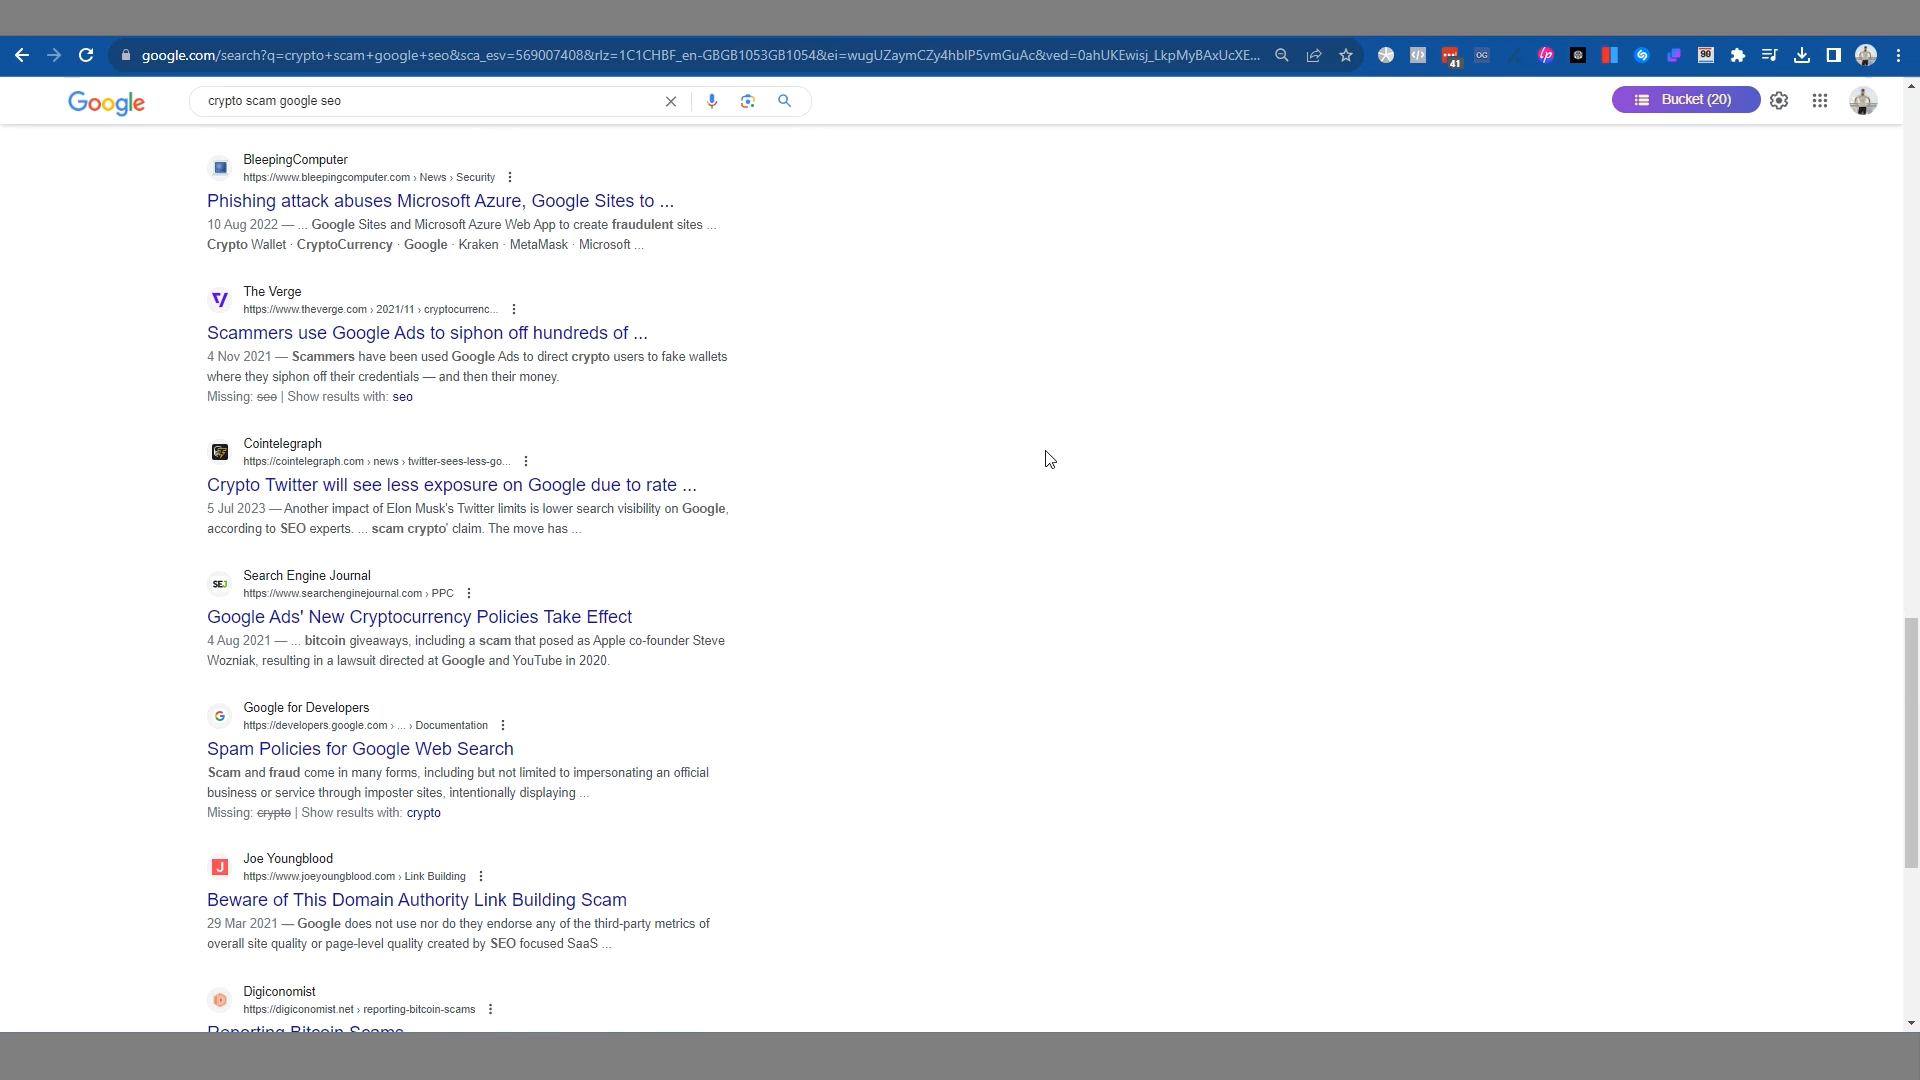 google.com/search?q=crypto+scam+google+seo&sca_esv=569007408&rlz=1C1CHBF_en-GBGB1053GB1054&ei=wugUZaymCZy4hbIP5vmGuAc&ved=0ahUKEwisj_LkpMyBAxUcXE...
41
OG
90
Google
crypto scam google seo
Bucket (20)
BleepingComputer
https://www.bleepingcomputer.com › News › Security
Phishing attack abuses Microsoft Azure, Google Sites to ...
10 Aug 2022 — ... Google Sites and Microsoft Azure Web App to create fraudulent sites ...
Crypto Wallet · CryptoCurrency · Google · Kraken · MetaMask · Microsoft ...
The Verge
https://www.theverge.com › 2021/11 › cryptocurrenc...
Scammers use Google Ads to siphon off hundreds of ...
4 Nov 2021 — Scammers have been used Google Ads to direct crypto users to fake wallets
where they siphon off their credentials — and then their money.
Missing: seo | Show results with: seo
Cointelegraph
https://cointelegraph.com › news › twitter-sees-less-go...
Crypto Twitter will see less exposure on Google due to rate ...
5 Jul 2023 — Another impact of Elon Musk's Twitter limits is lower search visibility on Google,
according to SEO experts. ... scam crypto' claim. The move has ...
SEJ
Search Engine Journal
https://www.searchenginejournal.com › PPC
Google Ads' New Cryptocurrency Policies Take Effect
4 Aug 2021 — ... bitcoin giveaways, including a scam that posed as Apple co-founder Steve
Wozniak, resulting in a lawsuit directed at Google and YouTube in 2020.
G
Google for Developers
https://developers.google.com › ... › Documentation
Spam Policies for Google Web Search
Scam and fraud come in many forms, including but not limited to impersonating an official
business or service through imposter sites, intentionally displaying ...
Missing: crypto | Show results with: crypto
J
Joe Youngblood
https://www.joeyoungblood.com › Link Building
Beware of This Domain Authority Link Building Scam
29 Mar 2021 — Google does not use nor do they endorse any of the third-party metrics of
overall site quality or page-level quality created by SEO focused SaaS ...
Digiconomist
https://digiconomist.net › reporting-bitcoin-scams
Reporting Bitcoin Scams